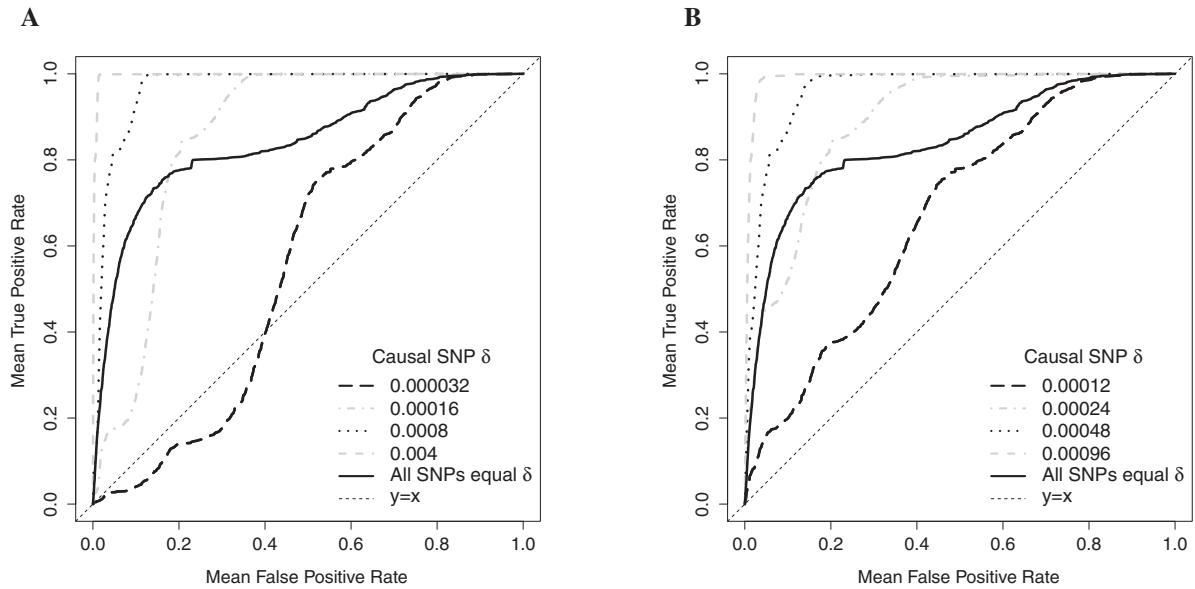 A
Mean True Positive Rate
1.0
0.8
0.6
0.4
0.2
0.0
Causal SNP δ
0.000032
0.00016
0.0008
0.004
All SNPs equal δ
y=x
0.0 0.2 0.4 0.6 0.8 1.0
Mean False Positive Rate
B
Mean True Positive Rate
1.0
0.8
0.6
0.4
0.2
0.0
Causal SNP δ
0.00012
0.00024
0.00048
0.00096
All SNPs equal δ
y=x
0.0 0.2 0.4 0.6 0.8 1.0
Mean False Positive Rate